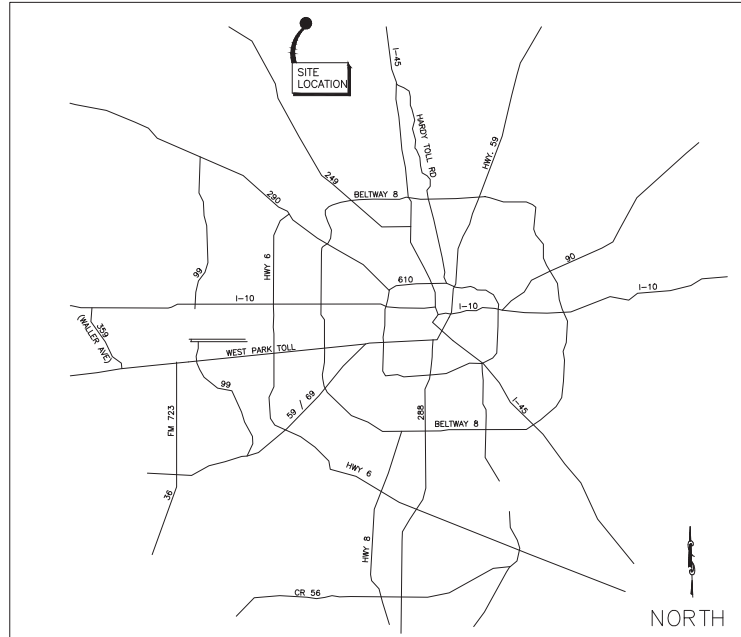 SITE
LOCATION
I-45
HARDY TOLL RD
HWY. 59
249
BELTWAY 8
290
90
99
HWY 6
610
I-10
I-10
I-10
359
(WALLER AVE)
WEST PARK TOLL
99
59 / 69
FM 723
288
I-45
BELTWAY 8
HWY 6
36
HWY 8
CR 56
NORTH